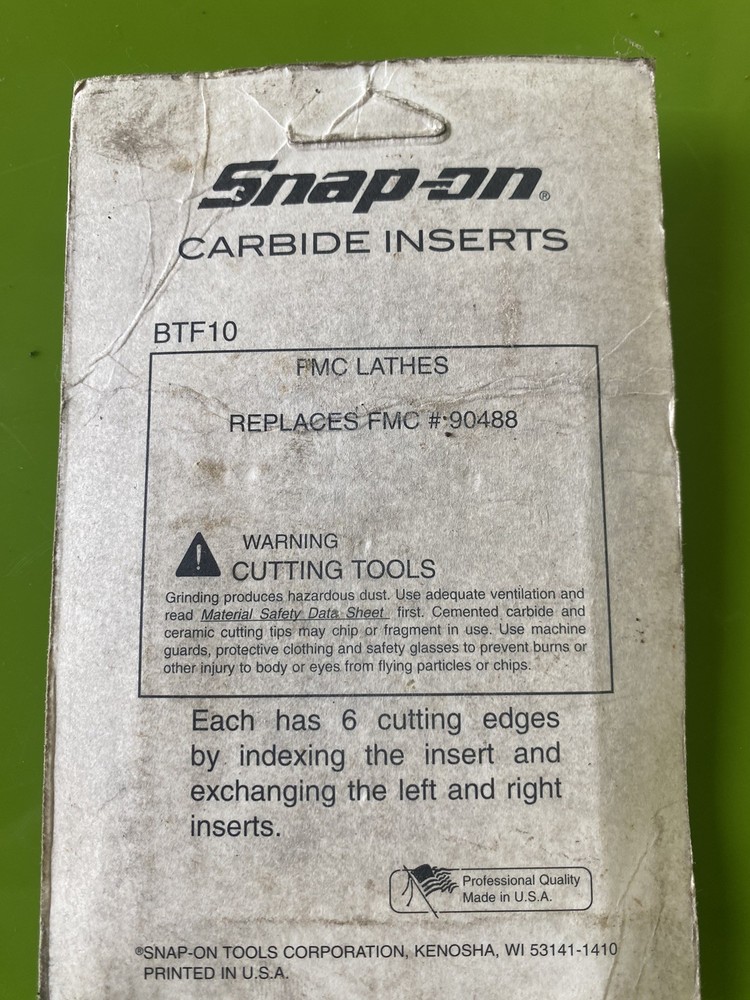 Snap-on®
CARBIDE INSERTS
BTF10
FMC LATHES
REPLACES FMC # 90488
WARNING
CUTTING TOOLS
Grinding produces hazardous dust. Use adequate ventilation and
read Material Safety Data Sheet first. Cemented carbide and
ceramic cutting tips may chip or fragment in use. Use machine
guards, protective clothing and safety glasses to prevent burns or
other injury to body or eyes from flying particles or chips.
Each has 6 cutting edges
by indexing the insert and
exchanging the left and right
inserts.
Professional Quality
Made in U.S.A.
®SNAP-ON TOOLS CORPORATION, KENOSHA, WI 53141-1410
PRINTED IN U.S.A.